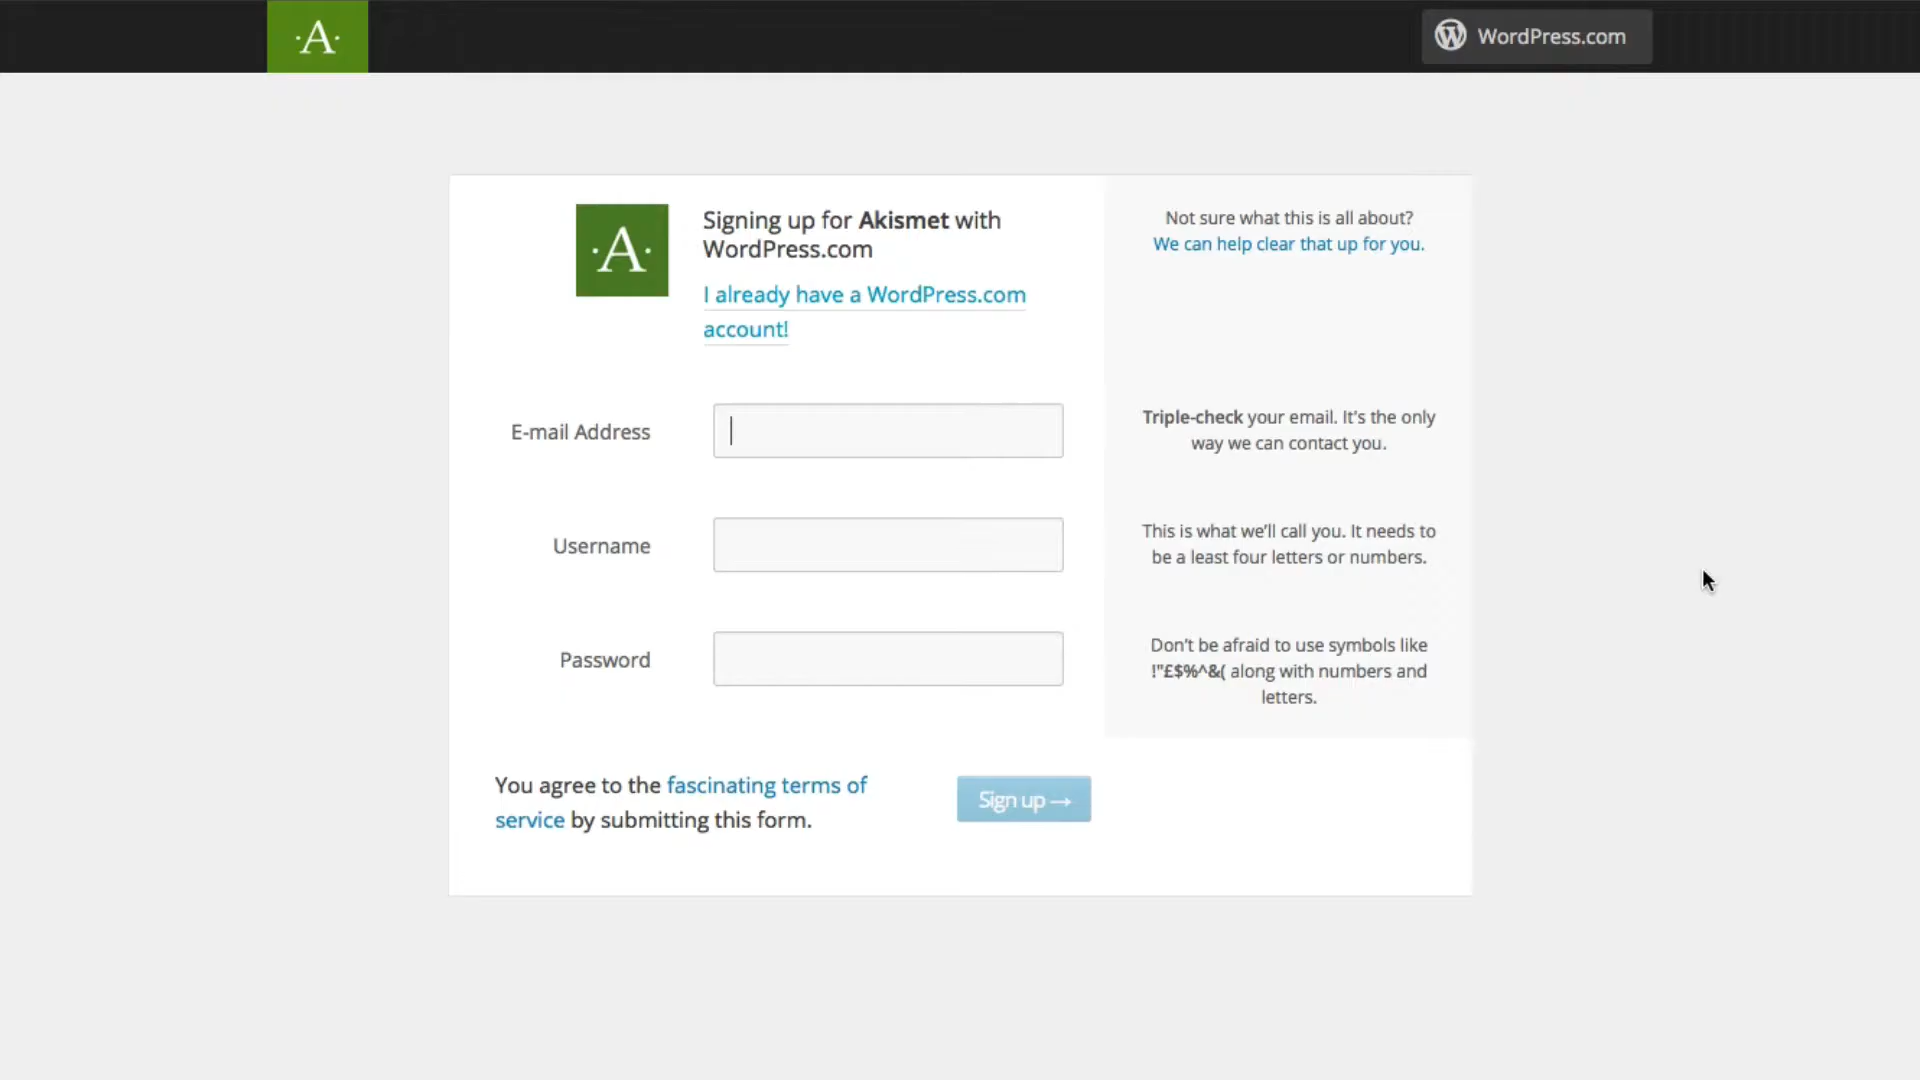 ·A·
WordPress.com
·A·
Signing up for Akismet with
WordPress.com
I already have a WordPress.com
account!
Not sure what this is all about?
We can help clear that up for you.
E-mail Address
Triple-check your email. It's the only
way we can contact you.
Username
This is what we'll call you. It needs to
be a least four letters or numbers.
Password
Don't be afraid to use symbols like
!"£$%^&( along with numbers and
letters.
You agree to the fascinating terms of
service by submitting this form.
Sign up →